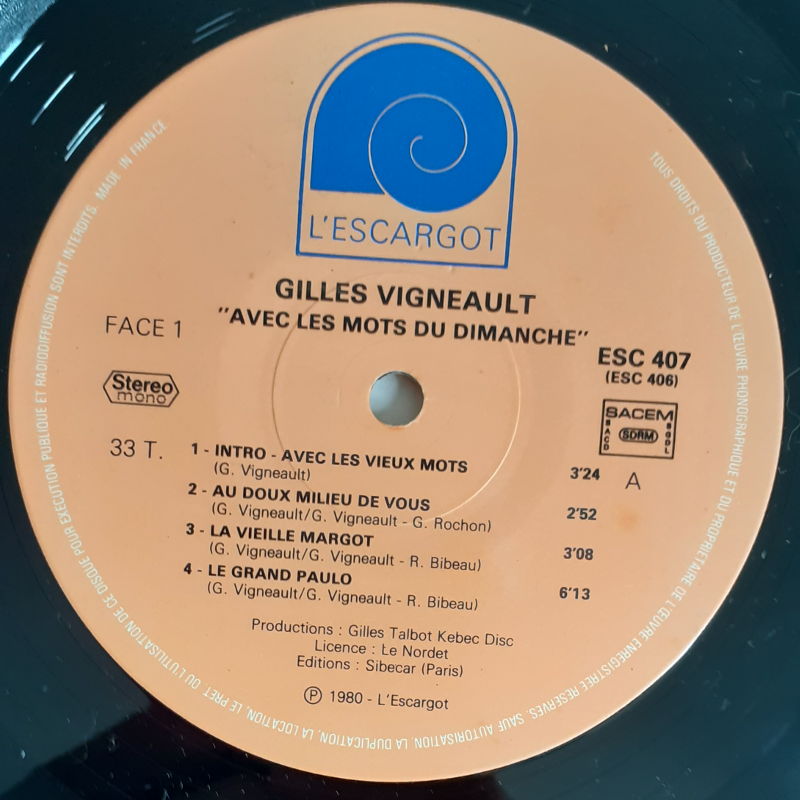 L'ESCARGOT
GILLES VIGNEAULT
"AVEC LES MOTS DU DIMANCHE"
FACE 1
ESC 407
(ESC 406)
Stereo
mono
SACEM
SACD
SDRM
SGDL
33 T.
A
1 - INTRO - AVEC LES VIEUX MOTS 3'24
(G. Vigneault)
2 - AU DOUX MILIEU DE VOUS 2'52
(G. Vigneault/G. Vigneault - G. Rochon)
3 - LA VIEILLE MARGOT 3'08
(G. Vigneault/G. Vigneault - R. Bibeau)
4 - LE GRAND PAULO 6'13
(G. Vigneault/G. Vigneault - R. Bibeau)
Productions : Gilles Talbot Kebec Disc
Licence : Le Nordet
Editions : Sibecar (Paris)
Ⓟ 1980 - L'Escargot
TOUS DROITS DU PRODUCTEUR DE L'ŒUVRE PHONOGRAPHIQUE ET DU PROPRIETAIRE DE L'ŒUVRE ENREGISTREE RESERVES. SAUF AUTORISATION, LA DUPLICATION, LA LOCATION, LE PRET OU L'UTILISATION DE CE DISQUE POUR EXECUTION PUBLIQUE ET RADIODIFFUSION SONT INTERDITS. MADE IN FRANCE